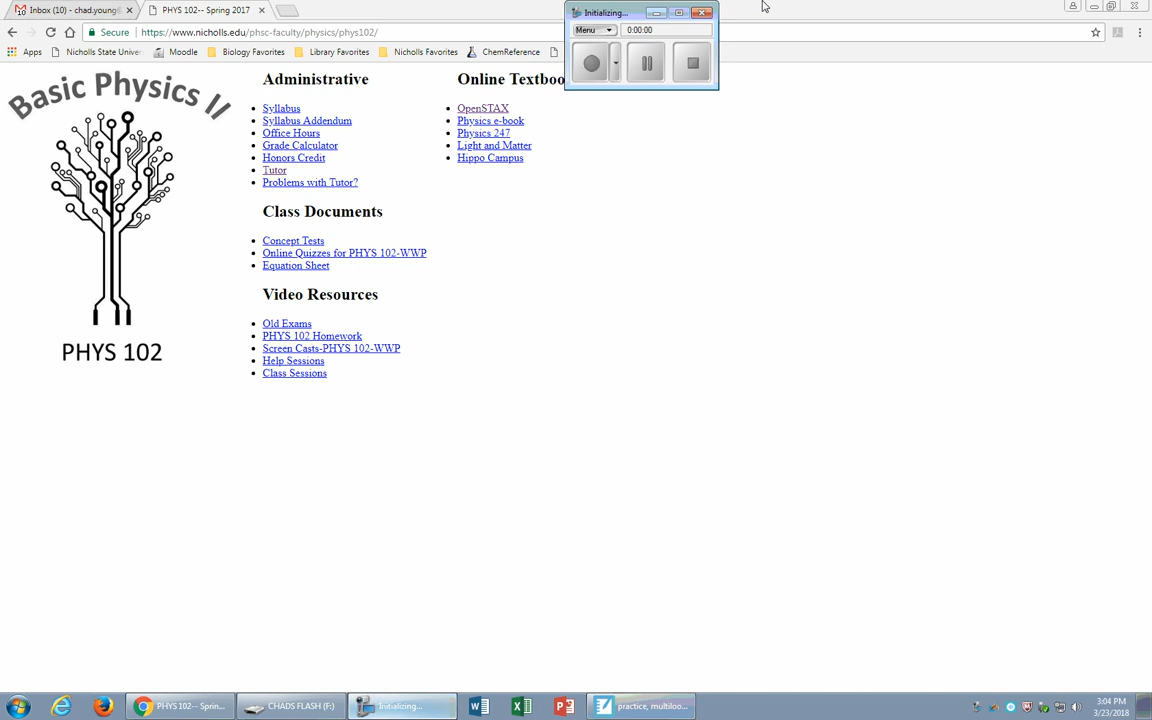 Inbox (10) - chad.young@
PHYS 102-- Spring 2017
Secure
https://www.nicholls.edu/phsc-faculty/physics/phys102/
Apps
Nicholls State Univer
Moodle
Biology Favorites
Library Favorites
Nicholls Favorites
ChemReference
Initializing...
Menu
0:00:00
Basic Physics II
PHYS 102
Administrative
Syllabus
Syllabus Addendum
Office Hours
Grade Calculator
Honors Credit
Tutor
Problems with Tutor?
Class Documents
Concept Tests
Online Quizzes for PHYS 102-WWP
Equation Sheet
Video Resources
Old Exams
PHYS 102 Homework
Screen Casts-PHYS 102-WWP
Help Sessions
Class Sessions
Online Textboo
OpenSTAX
Physics e-book
Physics 247
Light and Matter
Hippo Campus
PHYS 102-- Sprin...
CHADS FLASH (F:)
Initializing...
practice, multiloo...
3:04 PM
3/23/2018